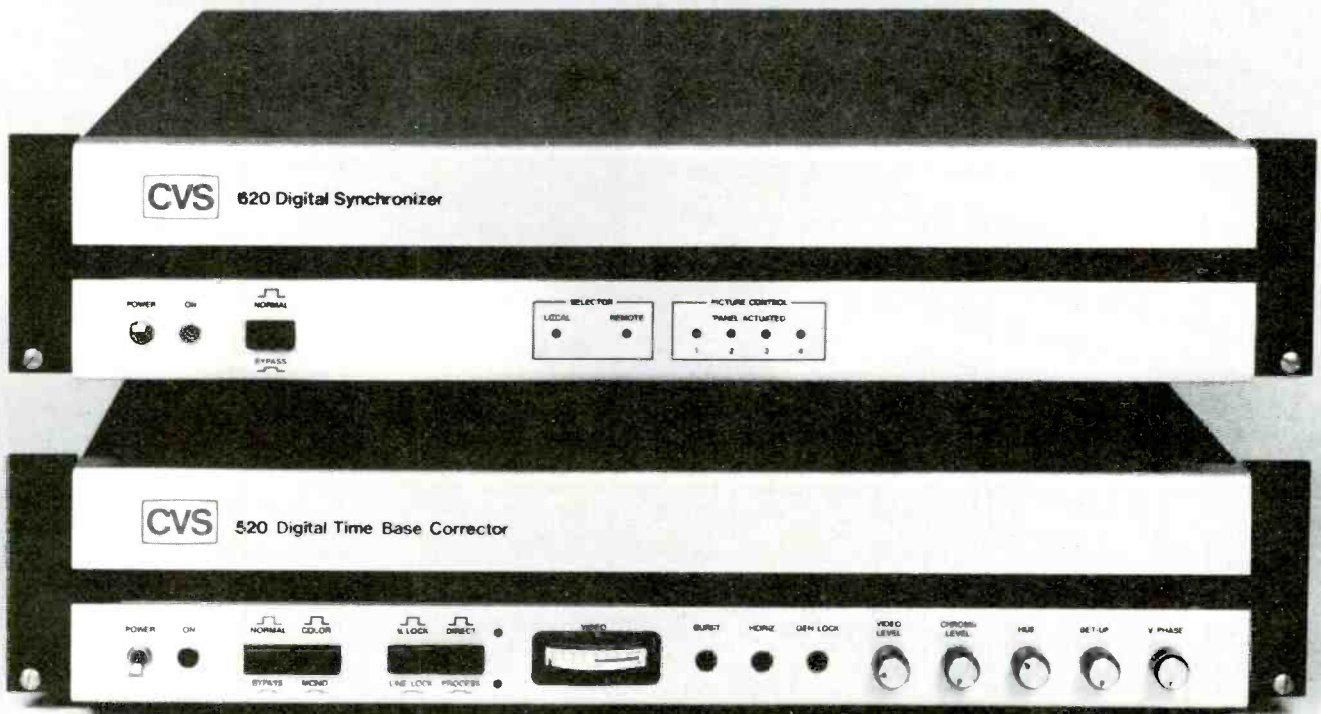 CVS 620 Digital Synchronizer
POWER ON NORMAL
BYPASS
SELECTOR
LOCAL REMOTE
PICTURE CONTROL
PANEL ACTUATED
1 2 3 4
CVS 520 Digital Time Base Corrector
POWER ON NORMAL COLOR LOCK DIRECT
BYPASS MONO LINE LOCK PROCESS
VIDEO
BURST HORIZ. GEN LOCK
VIDEO LEVEL
CHROMA LEVEL
HUE SET-UP V PHASE